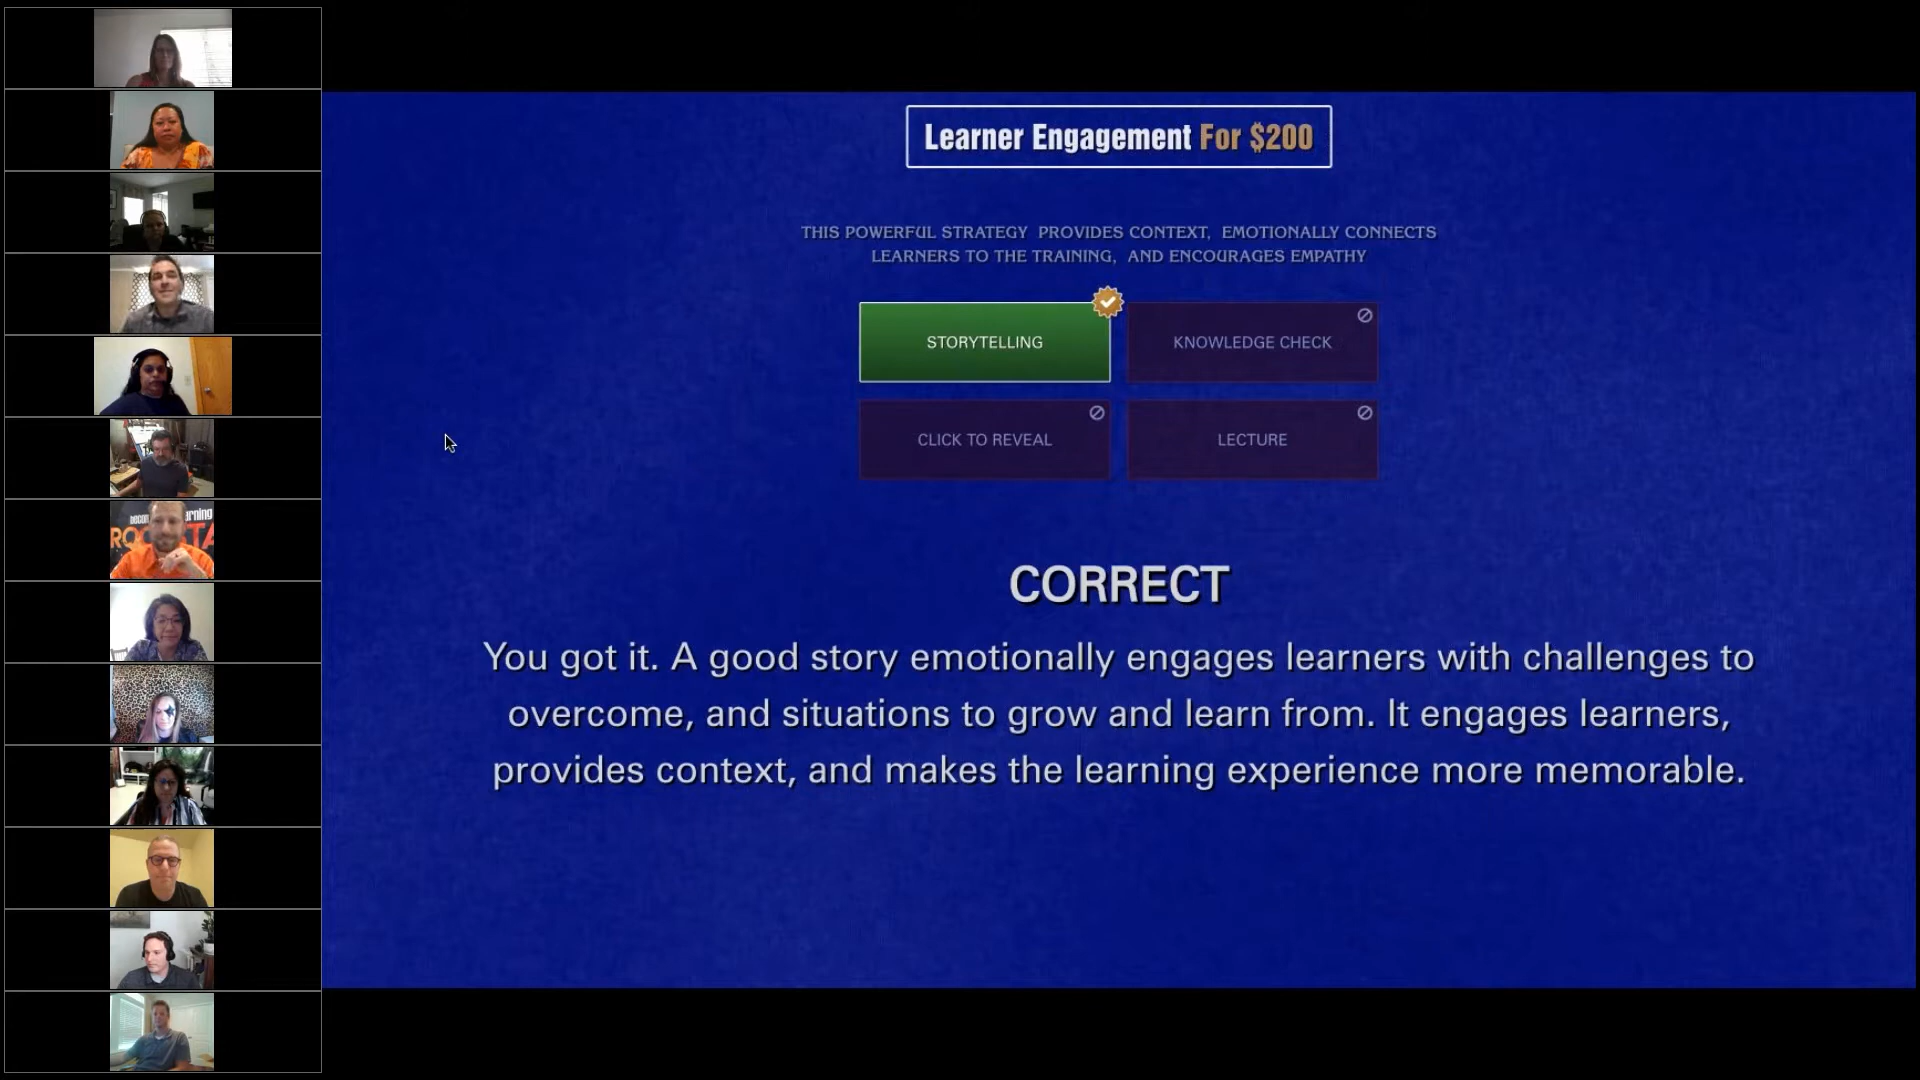 Learner Engagement For $200
THIS POWERFUL STRATEGY PROVIDES CONTEXT, EMOTIONALLY CONNECTS
LEARNERS TO THE TRAINING, AND ENCOURAGES EMPATHY
STORYTELLING
KNOWLEDGE CHECK
CLICK TO REVEAL
LECTURE
CORRECT
You got it. A good story emotionally engages learners with challenges to
overcome, and situations to grow and learn from. It engages learners,
provides context, and makes the learning experience more memorable.